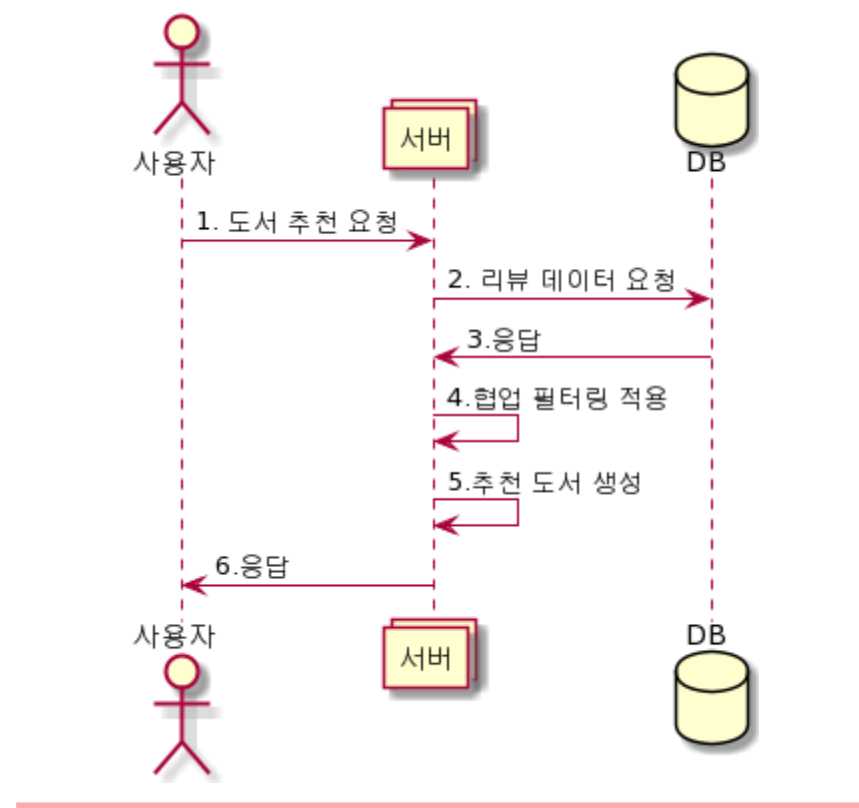 사용자
서버
DB
1. 도서 추천 요청
2. 리뷰 데이터 요청
3.응답
4.협업 필터링 적용
5.추천 도서 생성
6.응답
사용자
서버
DB